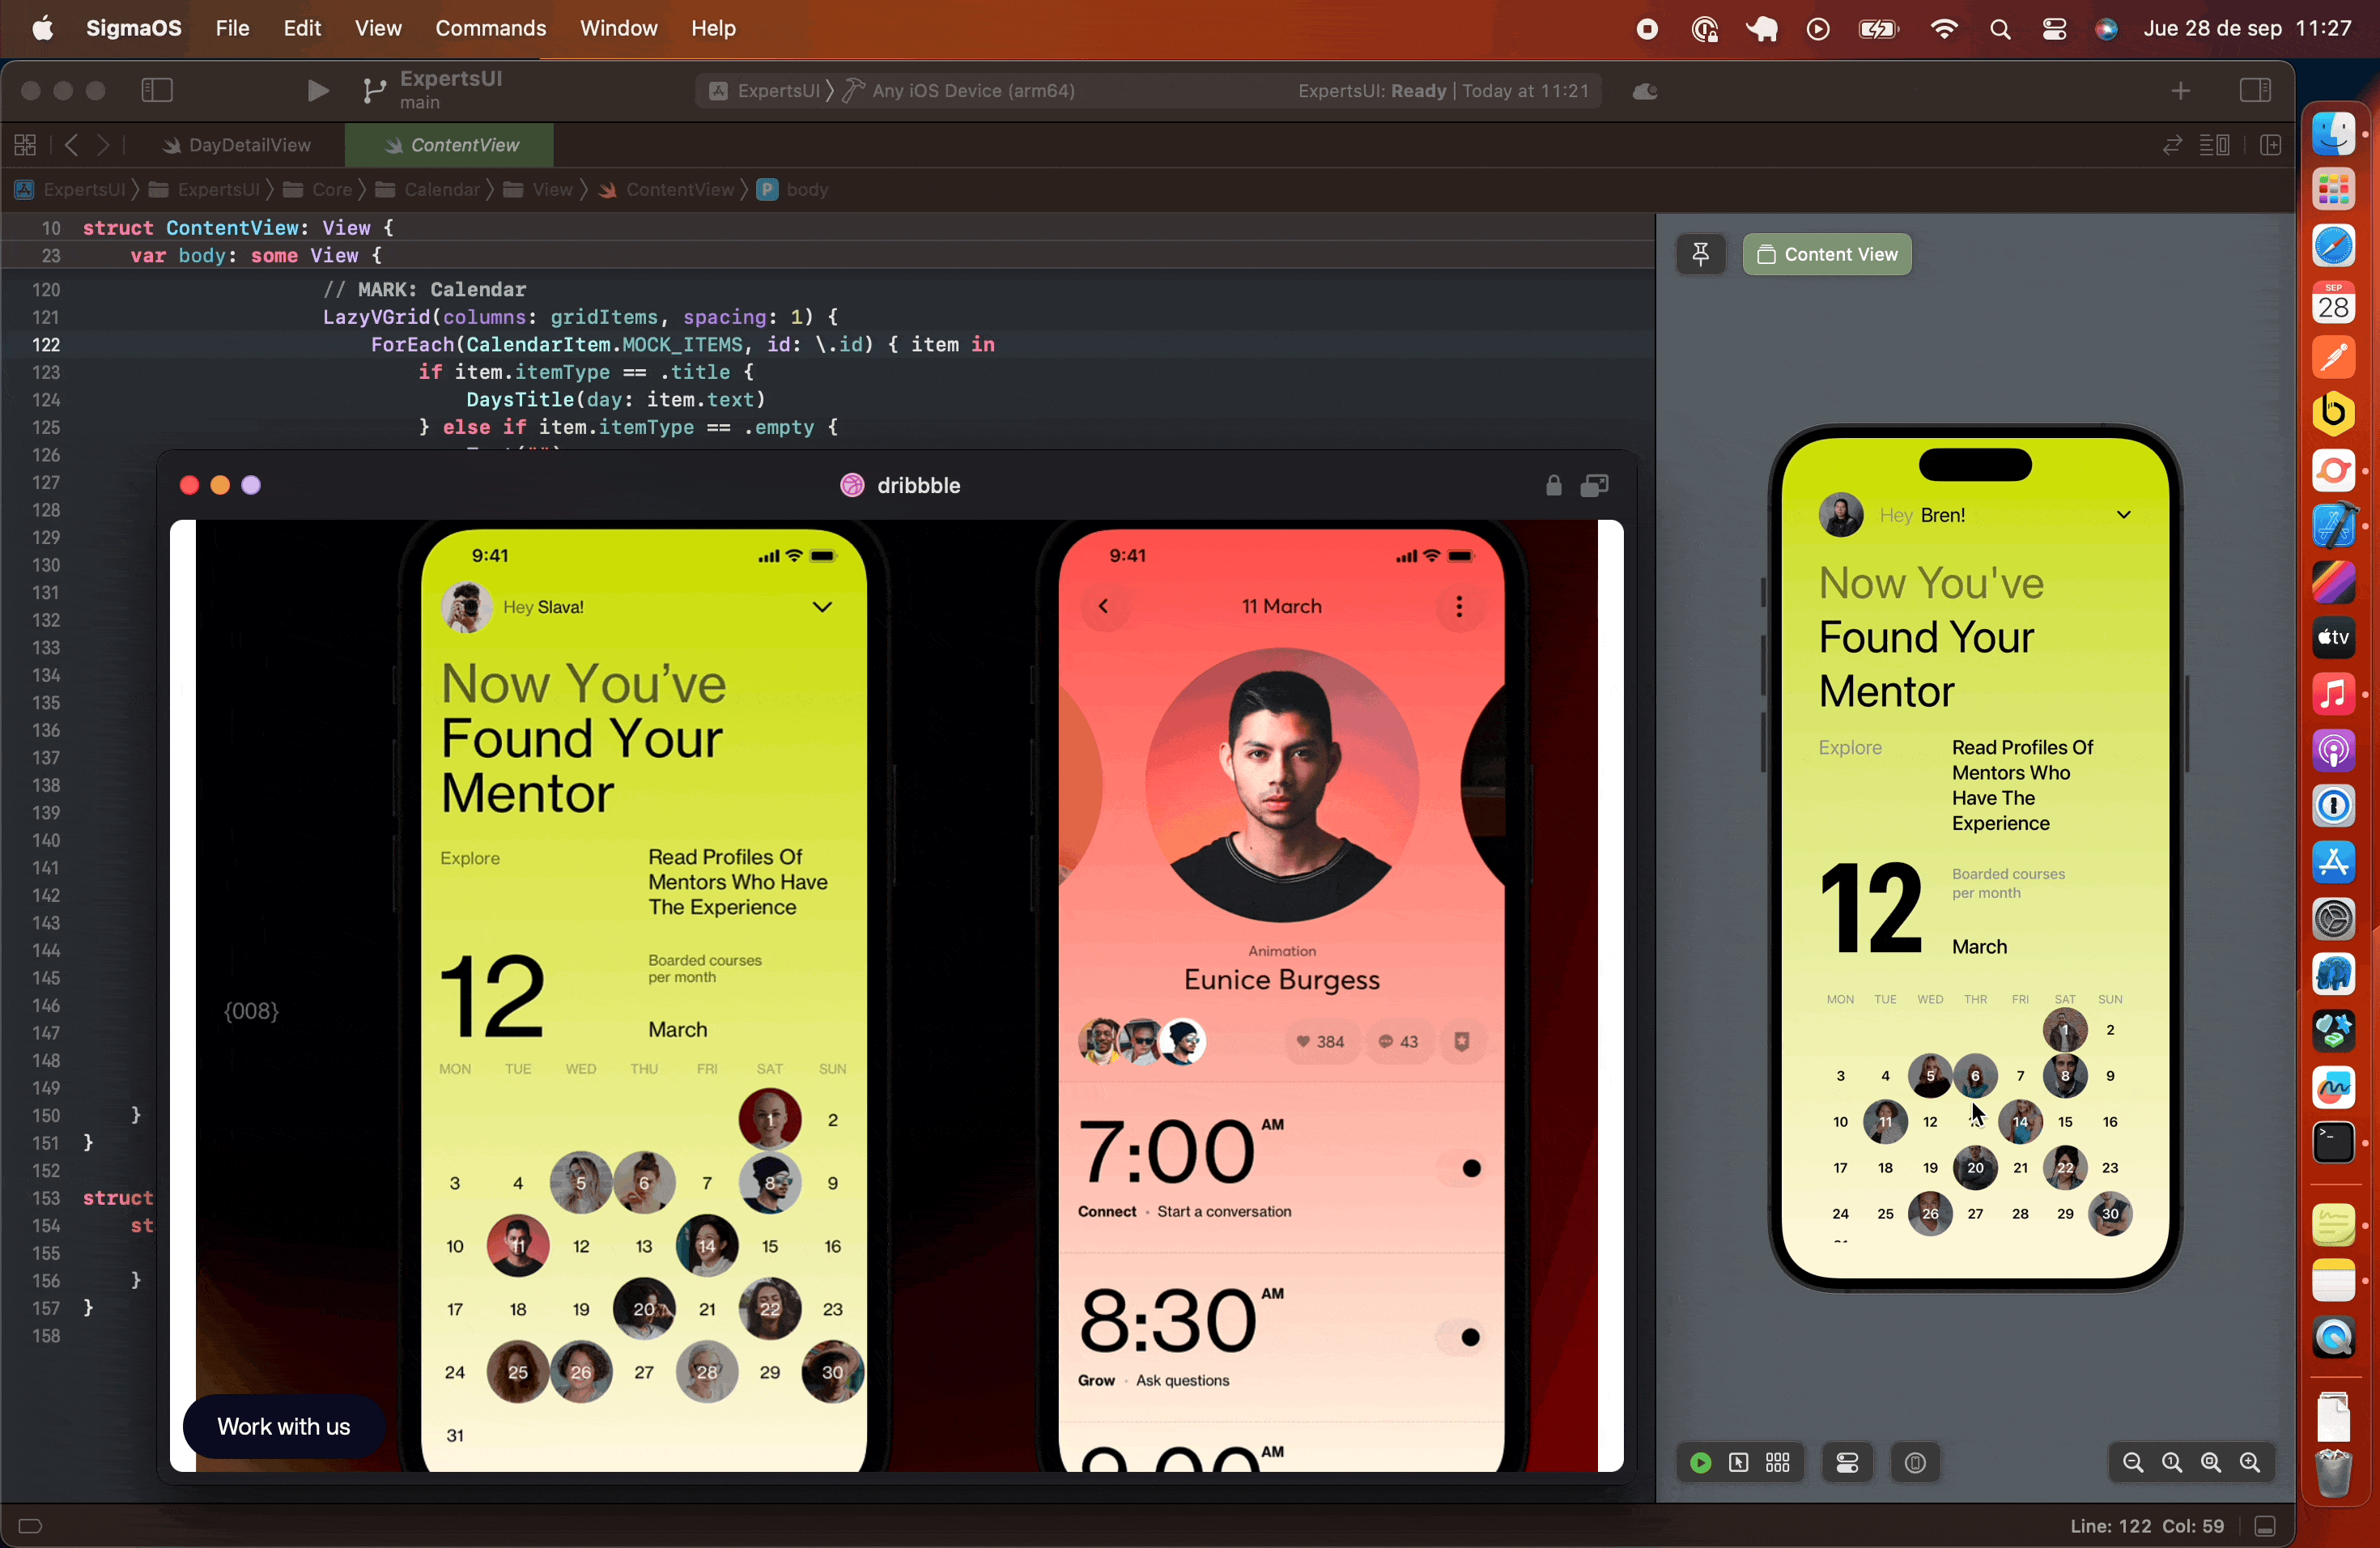 SigmaOS File Edit View Commands Window Help
Jue 28 de sep 11:27
ExpertsUI
main
ExpertsUI Any iOS Device (arm64)
ExpertsUI: Ready | Today at 11:21
DayDetailView
ContentView
ExpertsUI ExpertsUI Core Calendar View ContentView P body
10 struct ContentView: View {
23 var body: some View {
120 // MARK: Calendar
121 LazyVGrid(columns: gridItems, spacing: 1) {
122 ForEach(CalendarItem.MOCK_ITEMS, id: \.id) { item in
123 if item.itemType == .title {
124 DaysTitle(day: item.text)
125 } else if item.itemType == .empty {
126
127
128
129
130
131
132
133
134
135
136
137
138
139
140
141
142
143
144
145
146
147
148
149
150 }
151 }
152
153 struct
154 st
155
156 }
157 }
158
dribbble
{008}
Work with us
9:41
Hey Slava!
Now You’ve
Found Your
Mentor
Explore
Read Profiles Of
Mentors Who Have
The Experience
12
Boarded courses
per month
March
MON TUE WED THU FRI SAT SUN
1 2
3 4 5 6 7 8 9
10 11 12 13 14 15 16
17 18 19 20 21 22 23
24 25 26 27 28 29 30
31
9:41
11 March
Animation
Eunice Burgess
384
43
7:00 AM
Connect • Start a conversation
8:30 AM
Grow • Ask questions
AM
Content View
Hey Bren!
Now You've
Found Your
Mentor
Explore
Read Profiles Of
Mentors Who
Have The
Experience
12
Boarded courses
per month
March
MON TUE WED THR FRI SAT SUN
1 2
3 4 5 6 7 8 9
10 11 12 14 15 16
17 18 19 20 21 22 23
24 25 26 27 28 29 30
SEP
28
tv
Line: 122 Col: 59